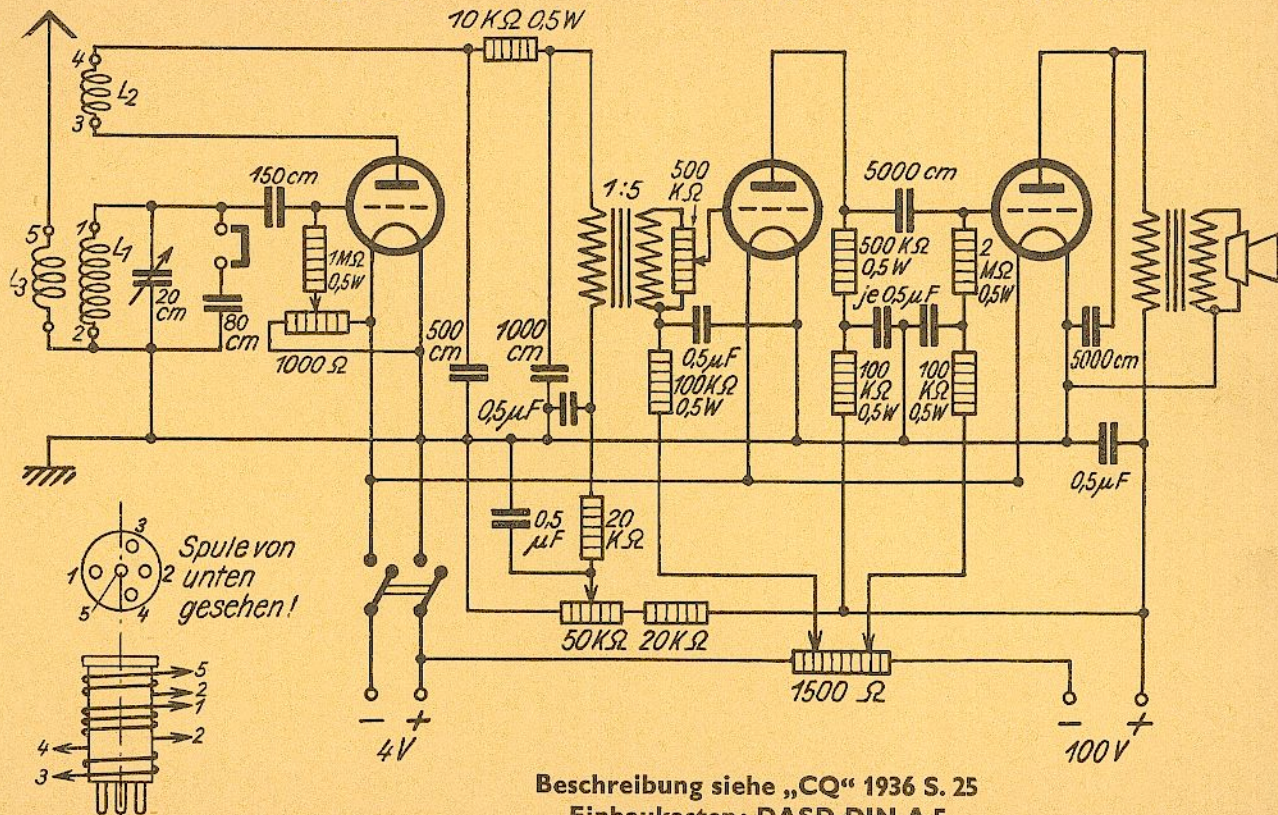 10 KΩ 0,5W
4
L2
3
150 cm
500
KΩ
1:5
5000 cm
5
L3
1
L1
2
20
cm
80
cm
1MΩ
0,5W
1000 Ω
500
cm
1000
cm
0,5µF
0,5µF
100KΩ
0,5W
500 KΩ
0,5W
je 0,5µF
2
MΩ
0,5W
100
KΩ
0,5W
100
KΩ
0,5W
5000cm
0,5µF
0,5
µF
20
KΩ
50KΩ
20KΩ
1500 Ω
− +
4V
− +
100V
3
1
2
5
4
Spule von
unten
gesehen!
5
2
1
2
4
3
Beschreibung siehe „CQ“ 1936 S. 25
Einbaukasten: DASD DIN A 5